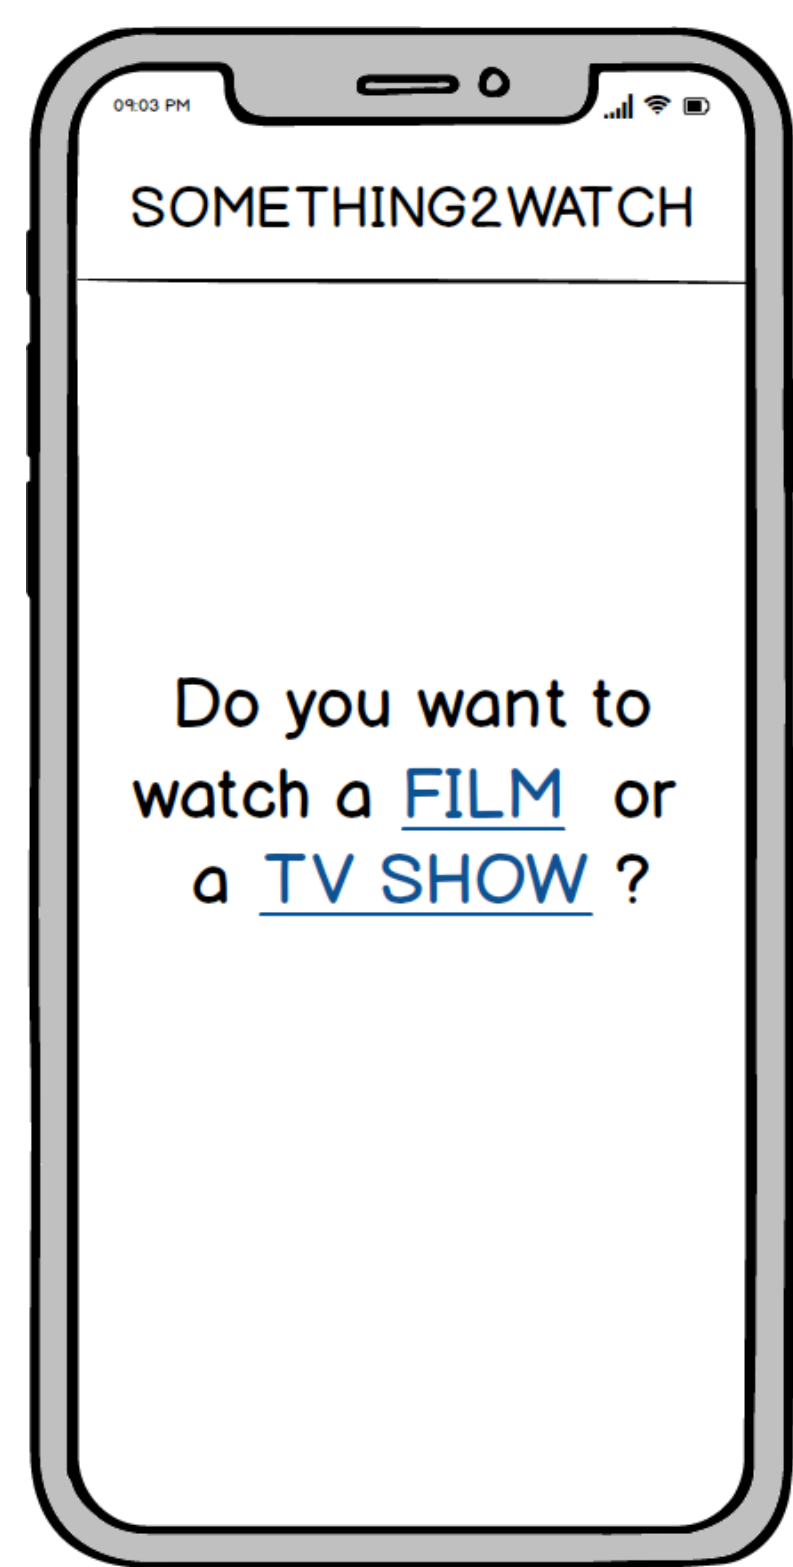 09:03 PM
SOMETHING2WATCH
Do you want to
watch a FILM or
a TV SHOW ?